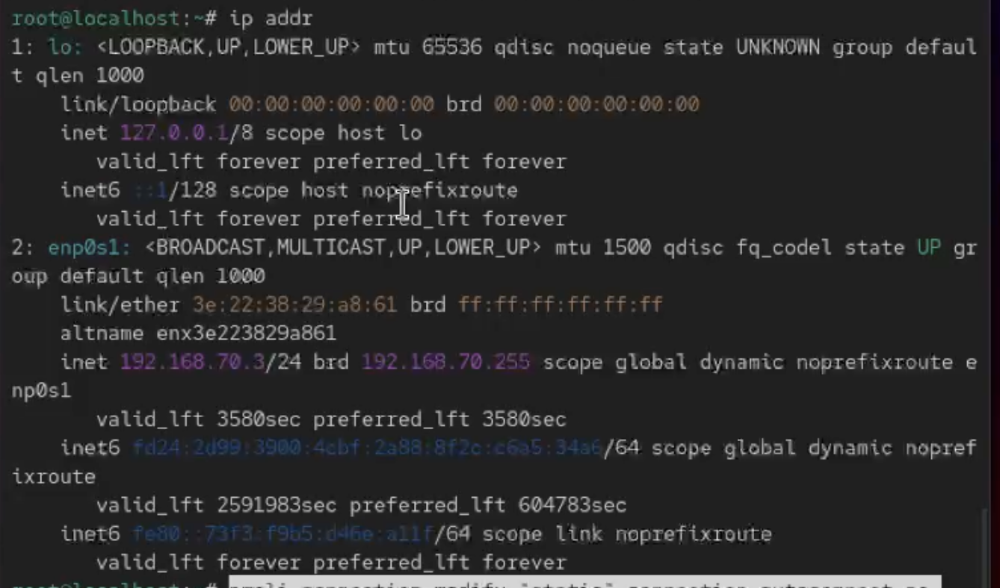 root@localhost:~# ip addr
1: lo: <LOOPBACK,UP,LOWER_UP> mtu 65536 qdisc noqueue state UNKNOWN group defaul
t qlen 1000
    link/loopback 00:00:00:00:00:00 brd 00:00:00:00:00:00
    inet 127.0.0.1/8 scope host lo
       valid_lft forever preferred_lft forever
    inet6 ::1/128 scope host noprefixroute
       valid_lft forever preferred_lft forever
2: enp0s1: <BROADCAST,MULTICAST,UP,LOWER_UP> mtu 1500 qdisc fq_codel state UP gr
oup default qlen 1000
    link/ether 3e:22:38:29:a8:61 brd ff:ff:ff:ff:ff:ff
    altname enx3e223829a861
    inet 192.168.70.3/24 brd 192.168.70.255 scope global dynamic noprefixroute e
np0s1
       valid_lft 3580sec preferred_lft 3580sec
    inet6 fd24:2d99:3900:4cbf:2a88:8f2c:c6a5:34a6/64 scope global dynamic nopref
ixroute
       valid_lft 2591983sec preferred_lft 604783sec
    inet6 fe80::73f3:f9b5:d46e:a11f/64 scope link noprefixroute
       valid_lft forever preferred_lft forever